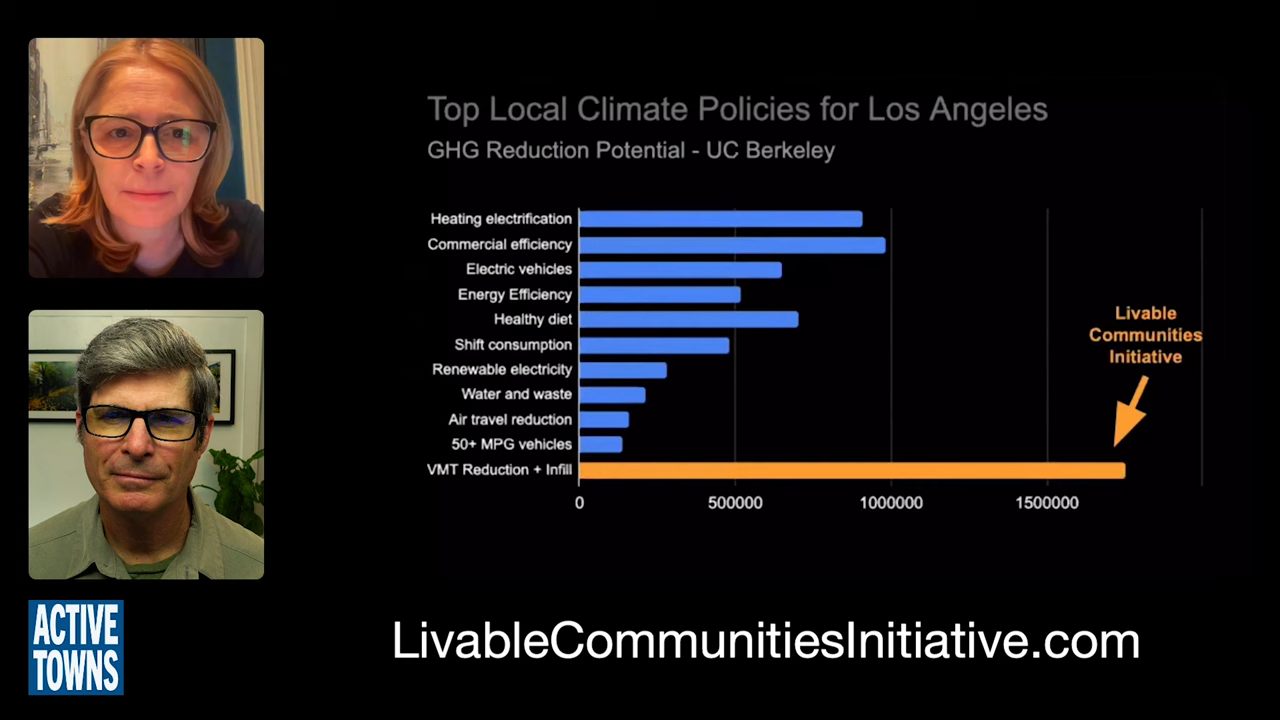 Top Local Climate Policies for Los Angeles
GHG Reduction Potential - UC Berkeley
Heating electrification
Commercial efficiency
Electric vehicles
Energy Efficiency
Healthy diet
Shift consumption
Renewable electricity
Water and waste
Air travel reduction
50+ MPG vehicles
VMT Reduction + Infill
0 500000 1000000 1500000
Livable
Communities
Initiative
ACTIVE
TOWNS
LivableCommunitiesInitiative.com